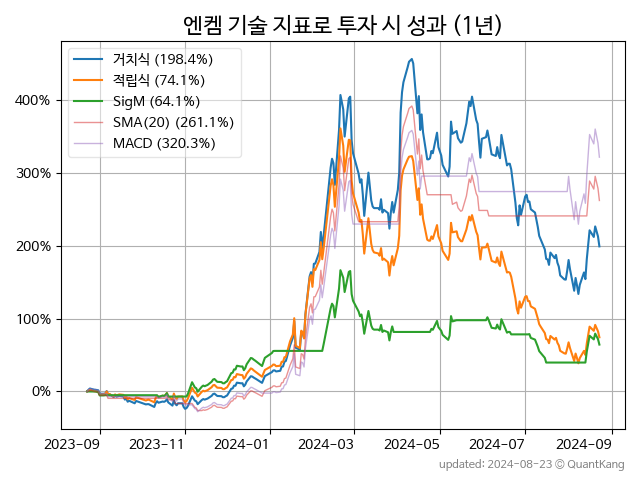 엔켐 기술 지표로 투자 시 성과 (1년)
거치식 (198.4%)
적립식 (74.1%)
SigM (64.1%)
SMA(20) (261.1%)
MACD (320.3%)
400%
300%
200%
100%
0%
2023-09 2023-11 2024-01 2024-03 2024-05 2024-07 2024-09
updated: 2024-08-23 © QuantKang